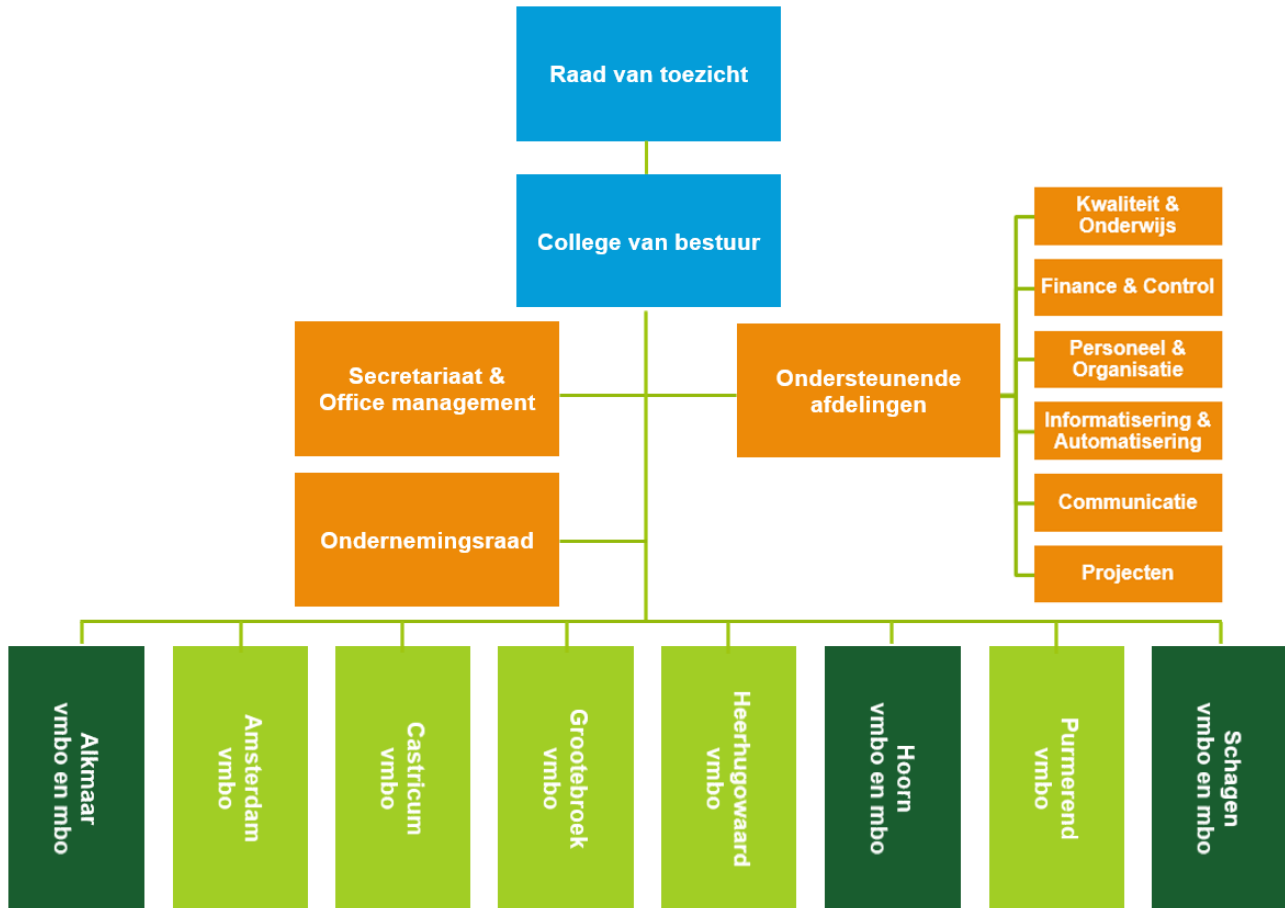 Raad van toezicht
College van bestuur
Secretariaat &
Office management
Ondersteunende
afdelingen
Ondernemingsraad
Kwaliteit &
Onderwijs
Finance & Control
Personeel &
Organisatie
Informatisering &
Automatisering
Communicatie
Projecten
Alkmaar
vmbo en mbo
Amsterdam
vmbo
Castricum
vmbo
Grootebroek
vmbo
Heerhugowaard
vmbo
Hoorn
vmbo en mbo
Purmerend
vmbo
Schagen
vmbo en mbo